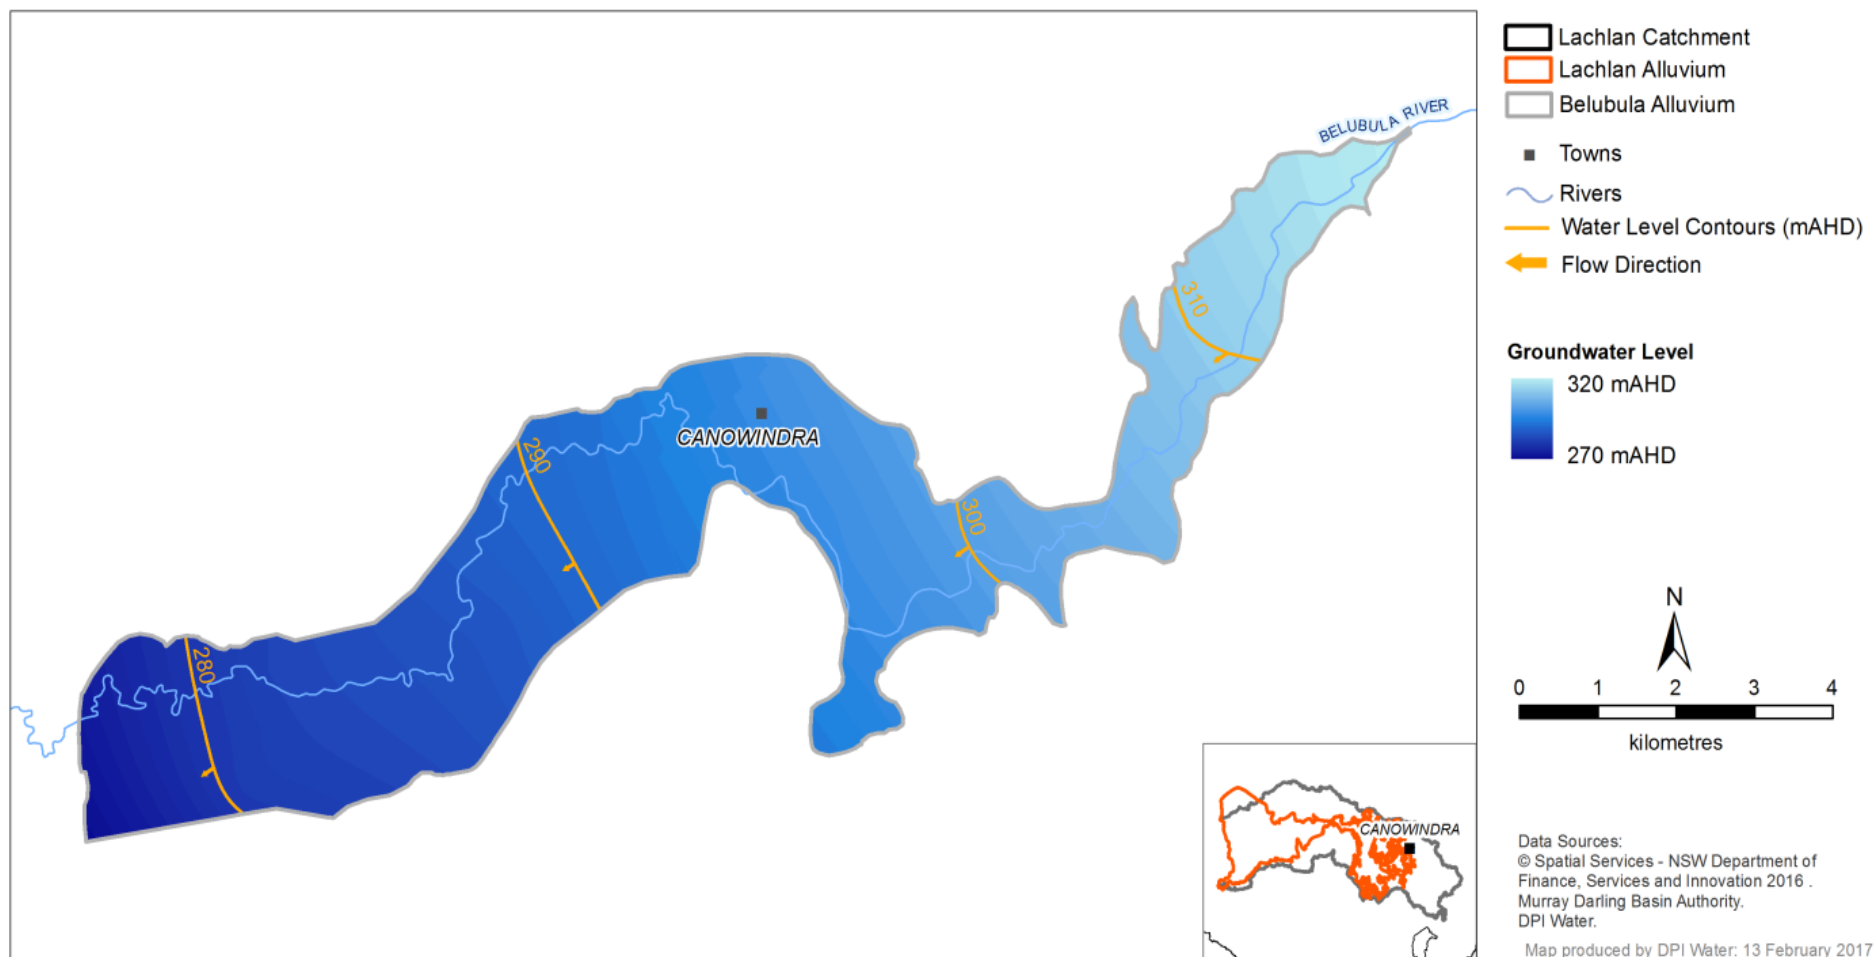 BELUBULA RIVER
310
CANOWINDRA
290
300
280
Lachlan Catchment
Lachlan Alluvium
Belubula Alluvium
Towns
Rivers
Water Level Contours (mAHD)
Flow Direction
Groundwater Level
320 mAHD
270 mAHD
N
0 1 2 3 4
kilometres
CANOWINDRA
Data Sources:
© Spatial Services - NSW Department of
Finance, Services and Innovation 2016 .
Murray Darling Basin Authority.
DPI Water.
Map produced by DPI Water: 13 February 2017